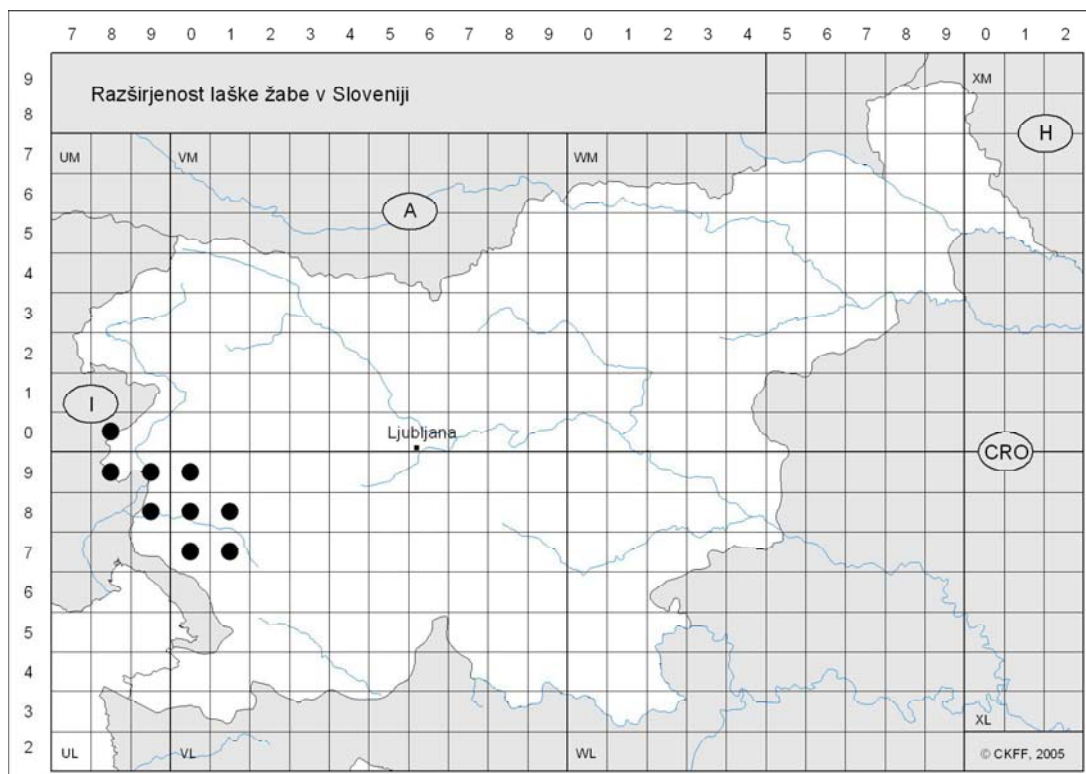 7 8 9 0 1 2 3 4 5 6 7 8 9 0 1 2 3 4 5 6 7 8 9 0 1 2
9
Razširjenost laške žabe v Sloveniji
XM
8
H
7
UM
VM
WM
6
A
5
4
3
2
1
I
0
Ljubljana
CRO
9
8
7
6
5
4
3
XL
2
UL
VL
WL
© CKFF, 2005